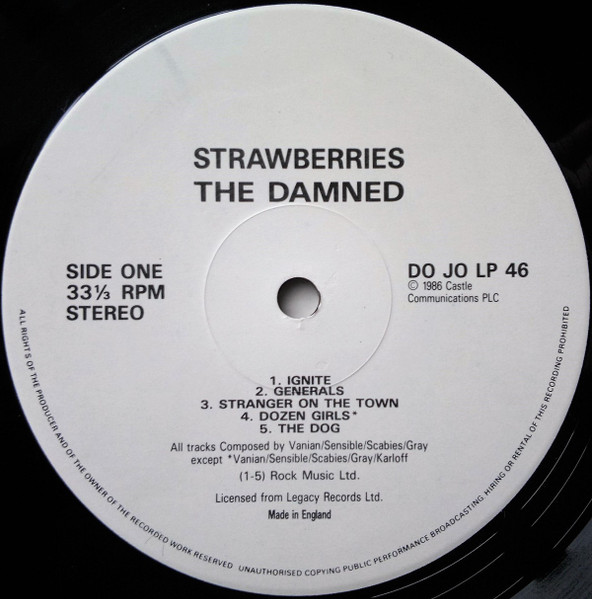 STRAWBERRIES
THE DAMNED
SIDE ONE
33⅓ RPM
STEREO
DO JO LP 46
© 1986 Castle
Communications PLC
1. IGNITE
2. GENERALS
3. STRANGER ON THE TOWN
4. DOZEN GIRLS*
5. THE DOG
All tracks Composed by Vanian/Sensible/Scabies/Gray
except *Vanian/Sensible/Scabies/Gray/Karloff
(1-5) Rock Music Ltd.
Licensed from Legacy Records Ltd.
Made in England
ALL RIGHTS OF THE PRODUCER AND OF THE OWNER OF THE RECORDED WORK RESERVED UNAUTHORISED COPYING PUBLIC PERFORMANCE BROADCASTING HIRING OR RENTAL OF THIS RECORDING PROHIBITED